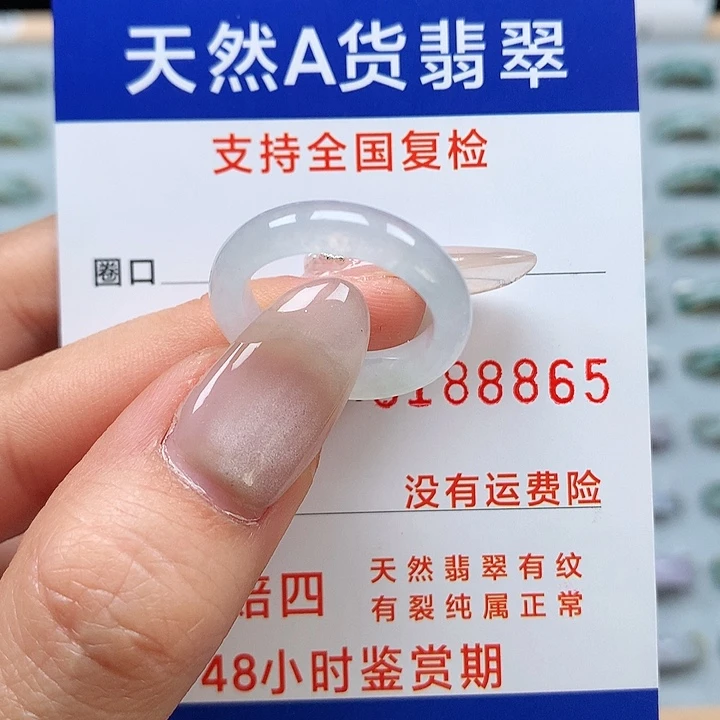 天然A货翡翠
支持全国复检
圈口
188865
没有运费险
天然翡翠有纹
赔四 有裂纯属正常
48小时鉴赏期